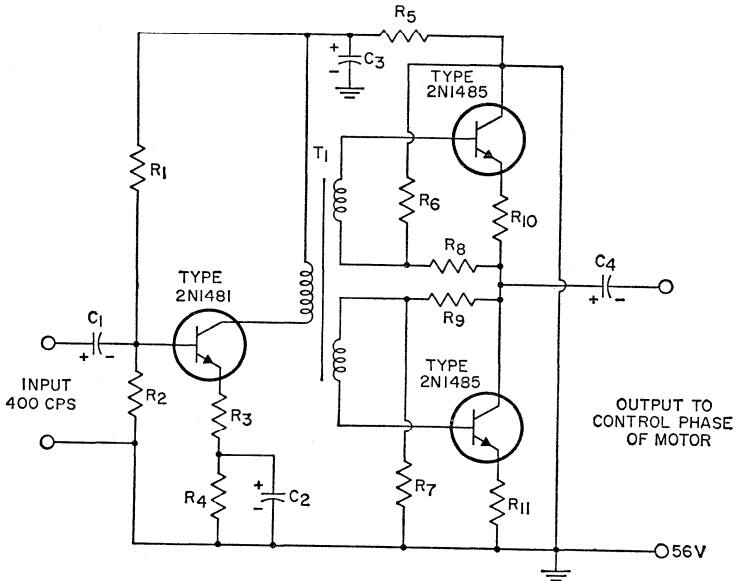 R5
+
-
C3
TYPE
2N1485
R1
T1
R6
R10
R8
TYPE
2N1481
C4
+ -
R9
C1
+ -
TYPE
2N1485
INPUT
400 CPS
R2
R3
OUTPUT TO
CONTROL PHASE
OF MOTOR
R4
+
-
C2
R7
R11
56V